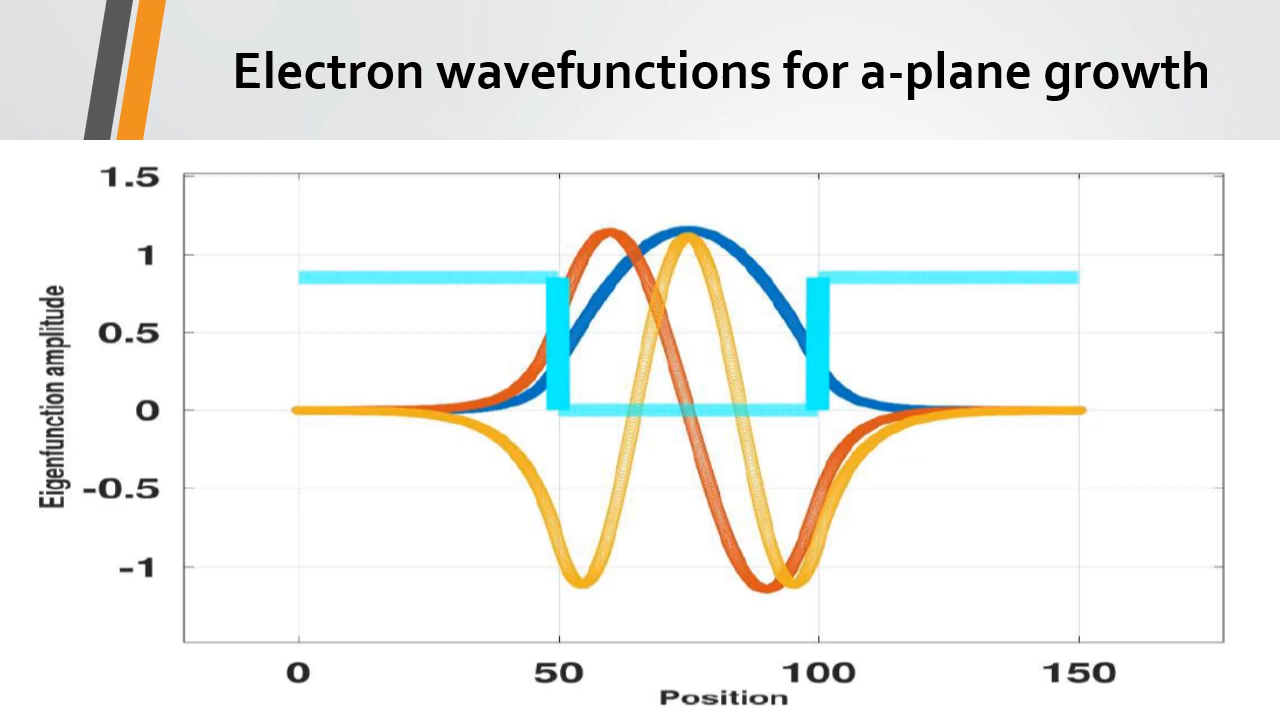 Electron wavefunctions for a-plane growth
1.5
1
0.5
0
-0.5
-1
Eigenfunction amplitude
0 50 100 150
Position